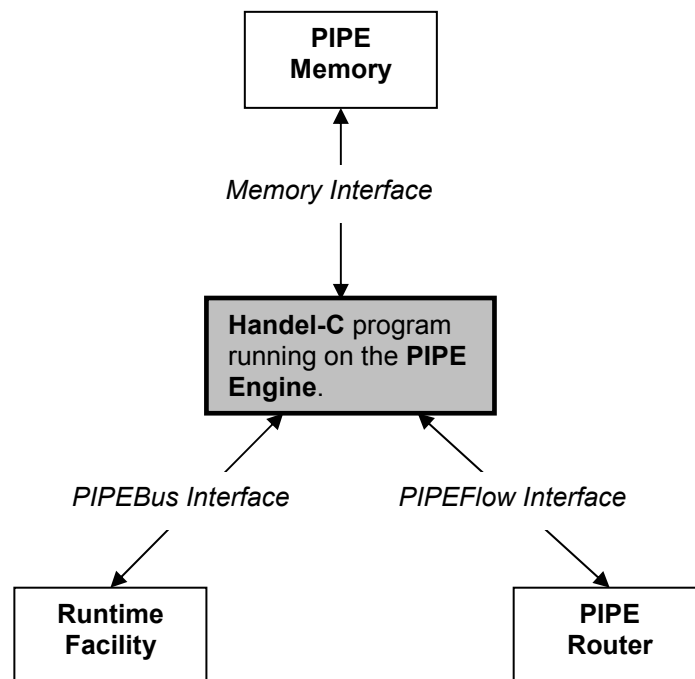 PIPE
Memory
Memory Interface
Handel-C program
running on the PIPE
Engine.
PIPEBus Interface
PIPEFlow Interface
Runtime
Facility
PIPE
Router